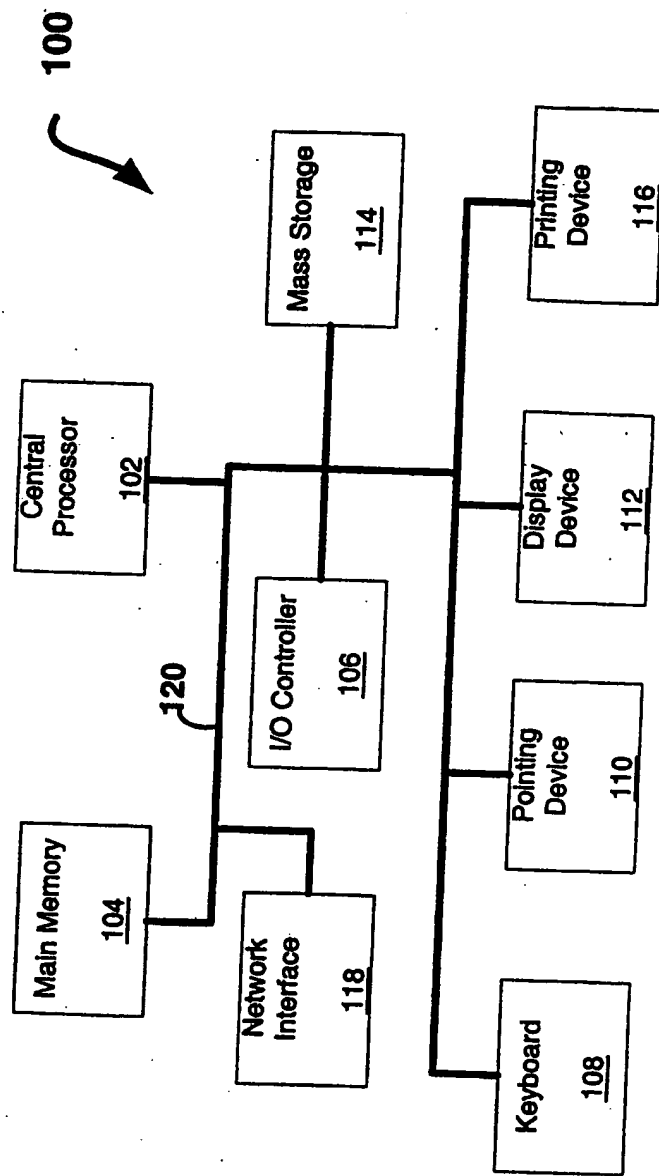 100
Central
Processor
102
Main Memory
104
120
Mass Storage
114
I/O Controller
106
Network
Interface
118
Printing
Device
116
Display
Device
112
Pointing
Device
110
Keyboard
108